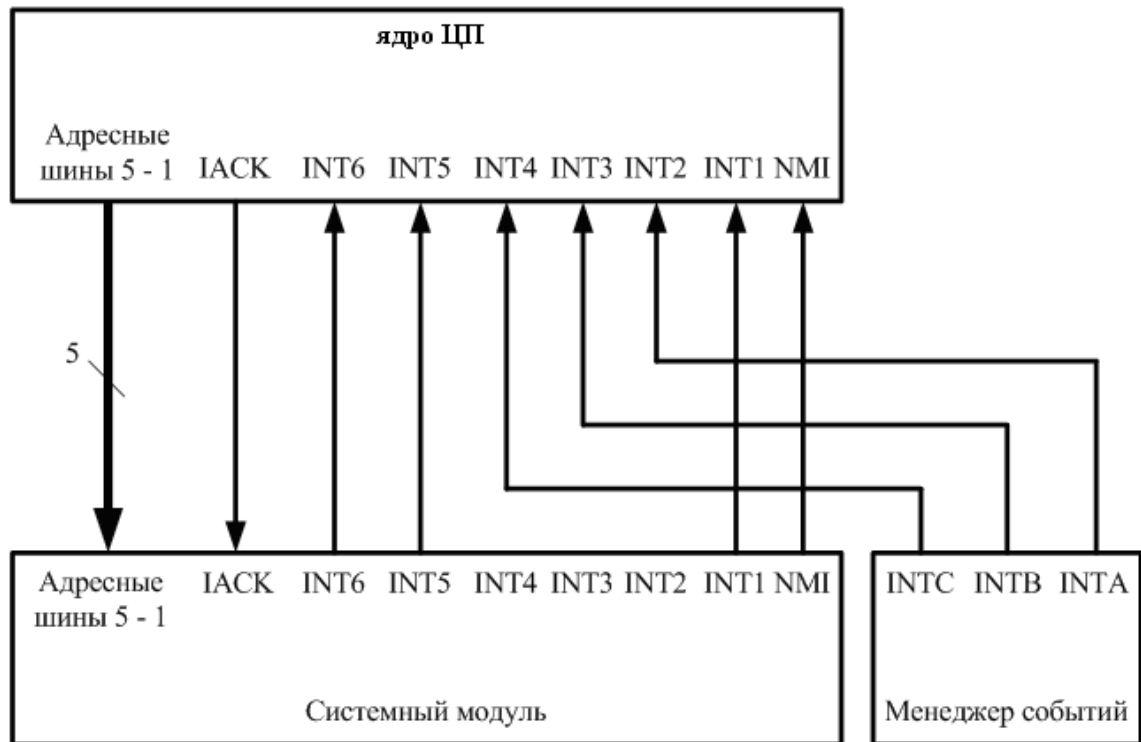 ядро ЦП
Адресные
шины 5 - 1 IACK INT6 INT5 INT4 INT3 INT2 INT1 NMI
5
Адресные IACK INT6 INT5 INT4 INT3 INT2 INT1 NMI INTC INTB INTA
шины 5 - 1
Системный модуль Менеджер событий